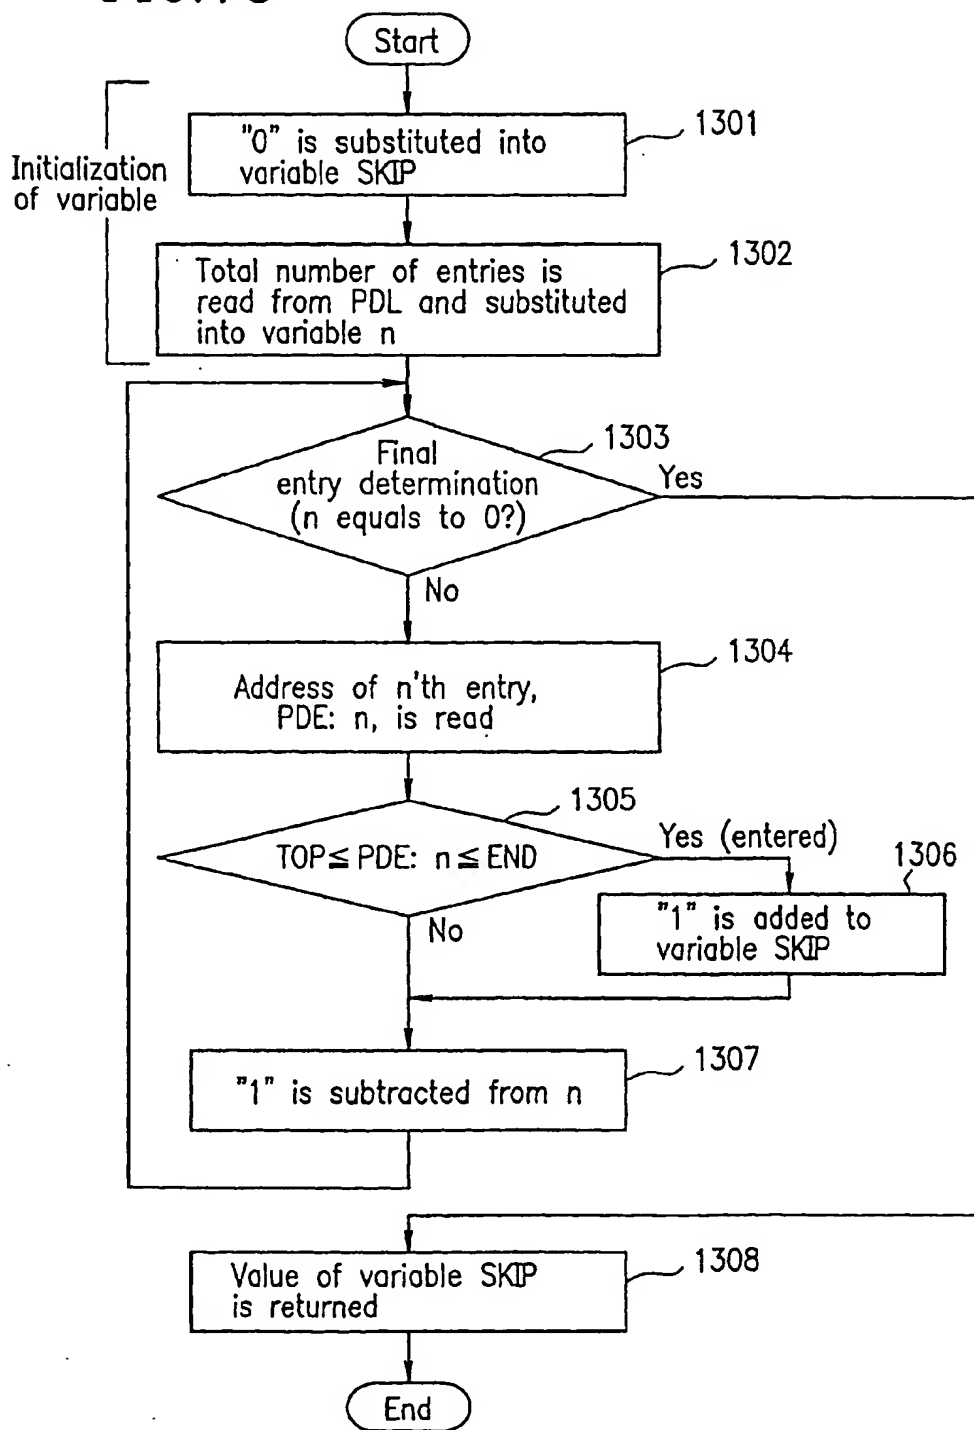 Start
Initialization
of variable
1301
"0" is substituted into
variable SKIP
1302
Total number of entries is
read from PDL and substituted
into variable n
1303
Final
entry determination
(n equals to 0?)
Yes
No
1304
Address of n'th entry,
PDE: n, is read
1305
TOP≦PDE: n≦END
Yes (entered)
No
1306
"1" is added to
variable SKIP
1307
"1" is subtracted from n
1308
Value of variable SKIP
is returned
End